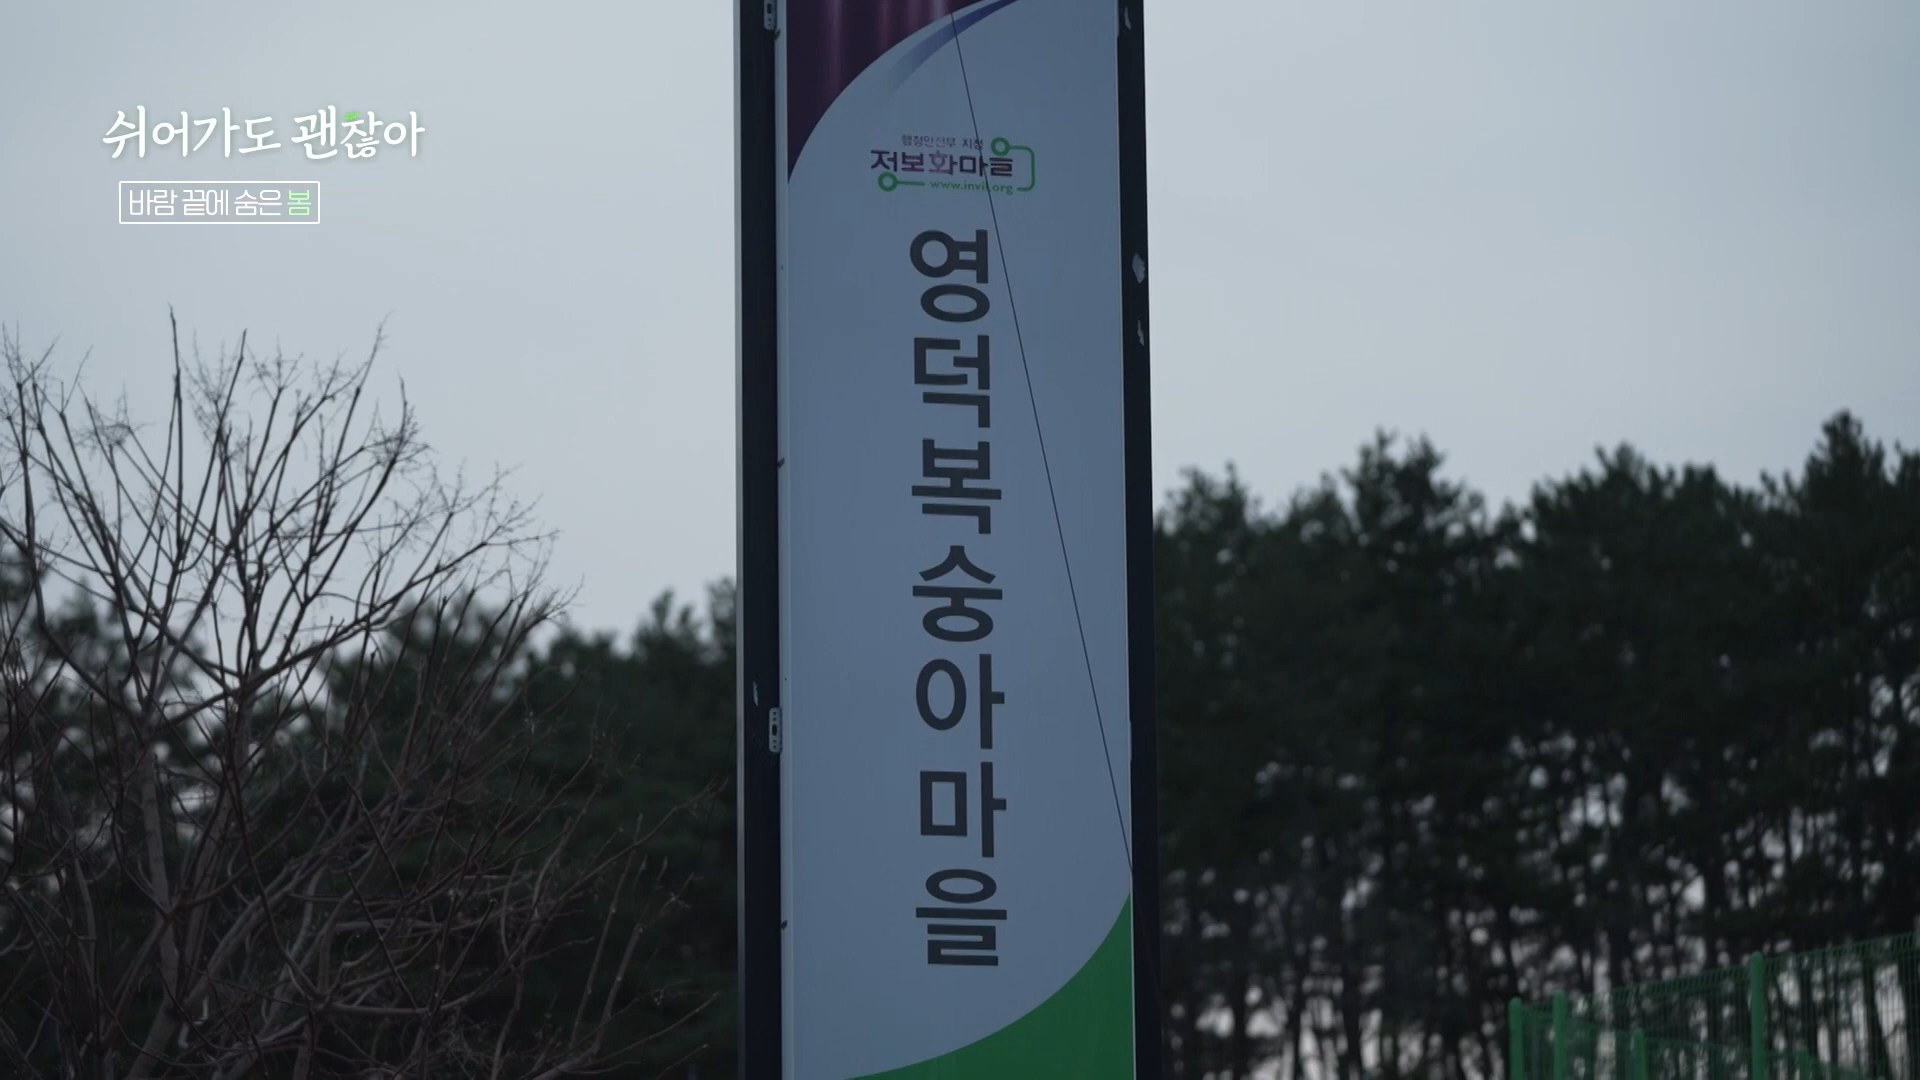 쉬어가도 괜찮아
바람 끝에 숨은 봄
행정안전부 지정
정보화마을
www.invil.org
영덕복숭아마을